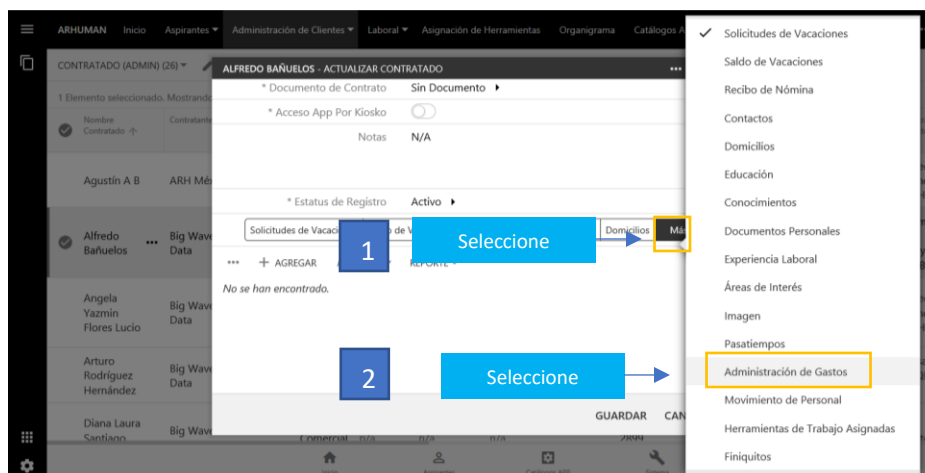 ARHUMAN Inicio Aspirantes Administración de Clientes Laboral Asignación de Herramientas Organigrama Catálogos A
CONTRATADO (ADMIN) (26)
1 Elemento seleccionado. Mostrando
Nombre Contratado
Contratante
Agustín A B ARH Méx
Alfredo Bañuelos ... Big Wave Data
Angela Yazmin Flores Lucio Big Wave Data
Arturo Rodríguez Hernández Big Wave Data
Diana Laura Santiago Big Wave
Comercial n/a n/a n/a 2899
ALFREDO BAÑUELOS - ACTUALIZAR CONTRATADO ...
* Documento de Contrato Sin Documento
* Acceso App Por Kiosko
Notas N/A
* Estatus de Registro Activo
Solicitudes de Vacaci Domicilios Más
1 Seleccione
... + AGREGAR REPORTE
No se han encontrado.
2 Seleccione
GUARDAR CAN
Solicitudes de Vacaciones
Saldo de Vacaciones
Recibo de Nómina
Contactos
Domicilios
Educación
Conocimientos
Documentos Personales
Experiencia Laboral
Áreas de Interés
Imagen
Pasatiempos
Administración de Gastos
Movimiento de Personal
Herramientas de Trabajo Asignadas
Finiquitos